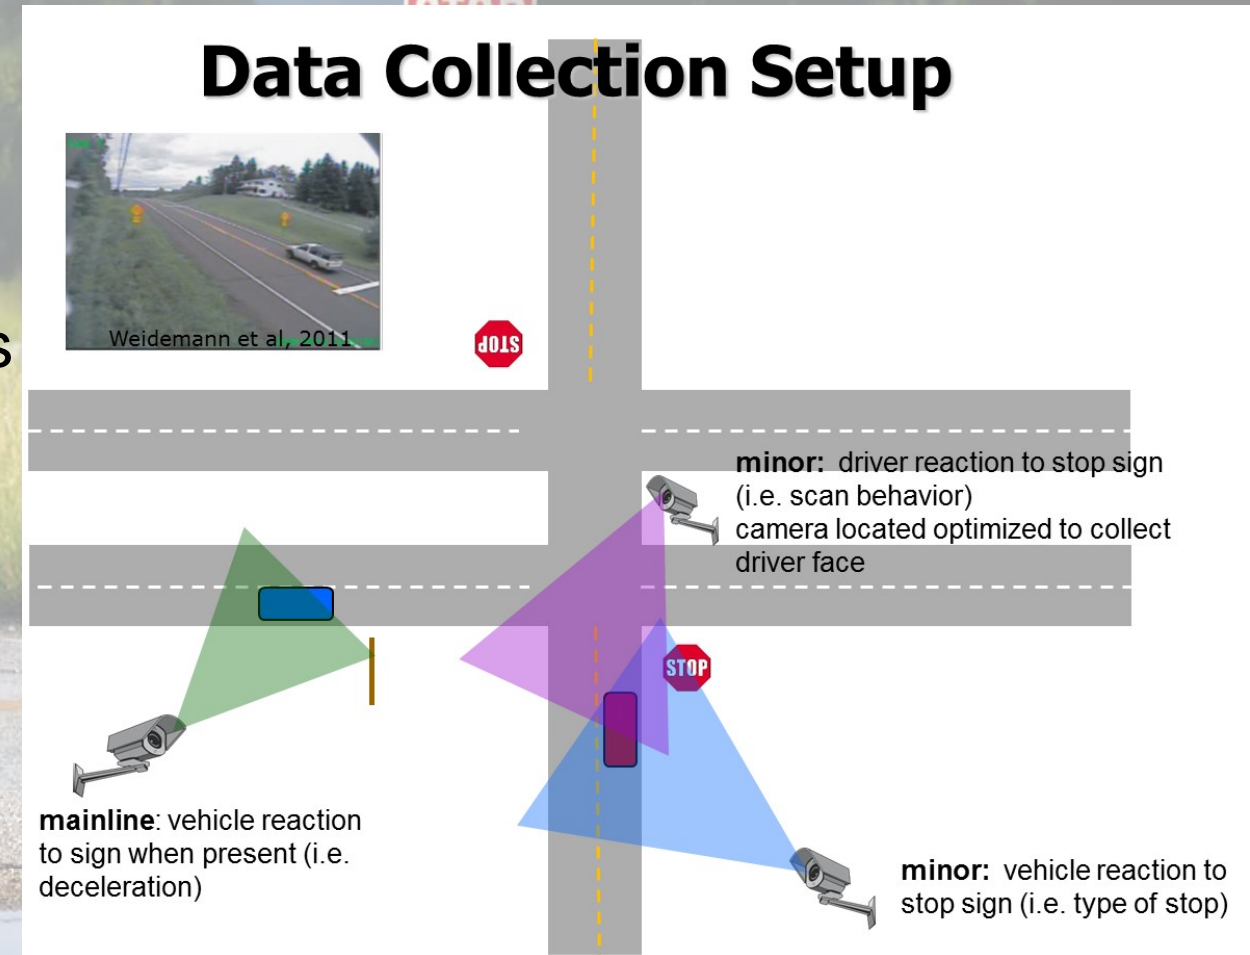 Data Collection Setup
Weidemann et al, 2011
s
STOP
minor: driver reaction to stop sign
(i.e. scan behavior)
camera located optimized to collect
driver face
STOP
mainline: vehicle reaction
to sign when present (i.e.
deceleration)
minor: vehicle reaction to
stop sign (i.e. type of stop)